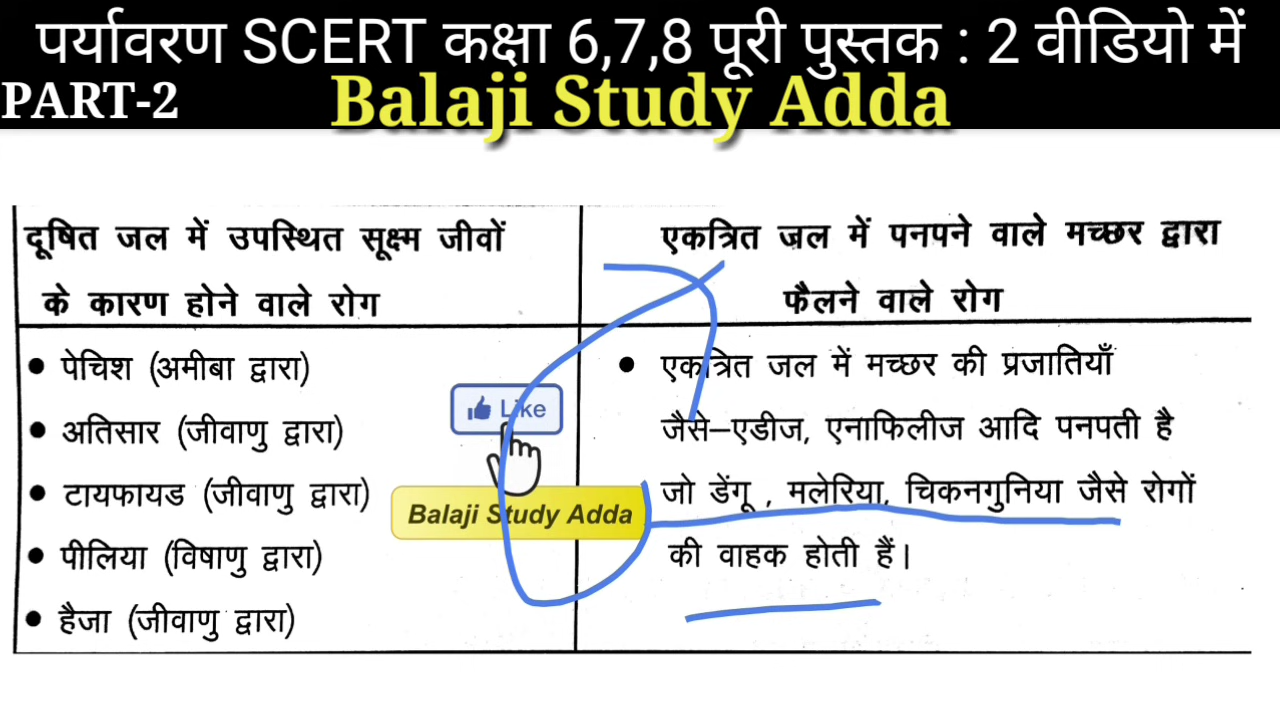 पर्यावरण SCERT कक्षा 6,7,8 पूरी पुस्तक : 2 वीडियो में
PART-2
Balaji Study Adda
दूषित जल में उपस्थित सूक्ष्म जीवों
के कारण होने वाले रोग
• पेचिश (अमीबा द्वारा)
• अतिसार (जीवाणु द्वारा)
• टायफायड (जीवाणु द्वारा)
• पीलिया (विषाणु द्वारा)
• हैजा (जीवाणु द्वारा)
Like
Balaji Study Adda
एकत्रित जल में पनपने वाले मच्छर द्वारा
फैलने वाले रोग
• एकत्रित जल में मच्छर की प्रजातियाँ
जैसे–एडीज, एनाफिलीज आदि पनपती है
जो डेंगू , मलेरिया, चिकनगुनिया जैसे रोगों
की वाहक होती हैं।